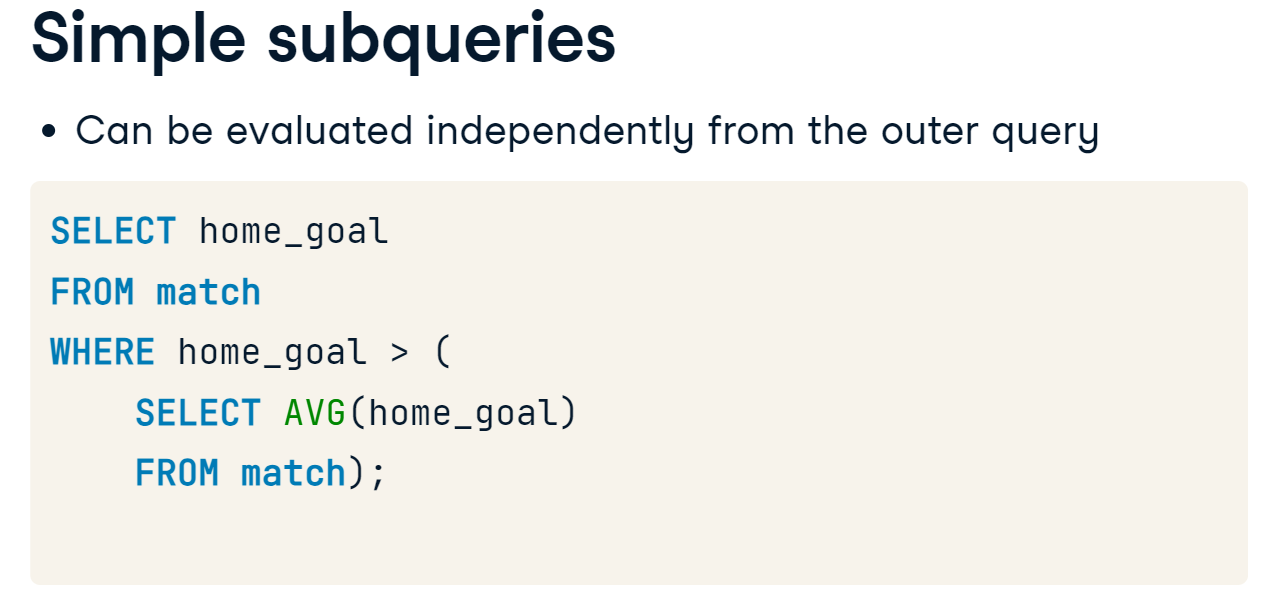 Simple subqueries
• Can be evaluated independently from the outer query
SELECT home_goal
FROM match
WHERE home_goal > (
    SELECT AVG(home_goal)
    FROM match);